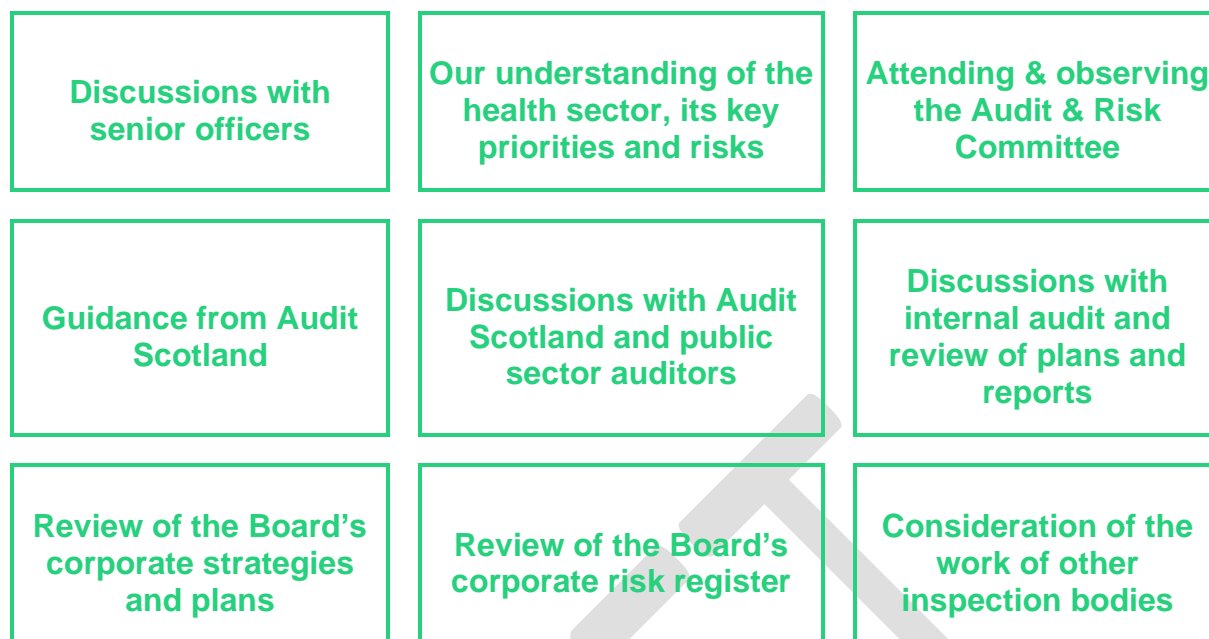 Discussions with
senior officers
Our understanding of the
health sector, its key
priorities and risks
Attending & observing
the Audit & Risk
Committee
Guidance from Audit
Scotland
Discussions with Audit
Scotland and public
sector auditors
Discussions with
internal audit and
review of plans and
reports
Review of the Board’s
corporate strategies
and plans
Review of the Board’s
corporate risk register
Consideration of the
work of other
inspection bodies